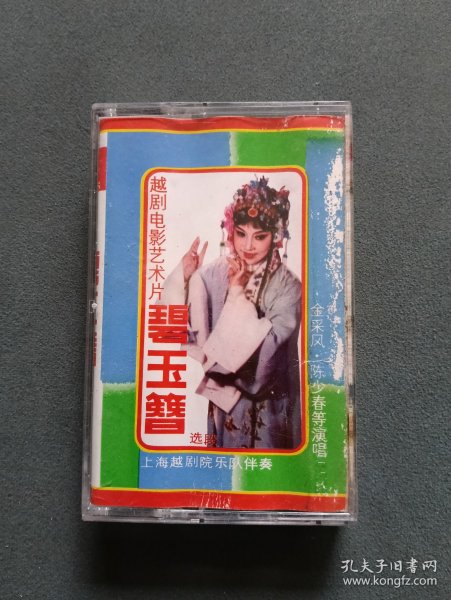 越剧电影艺术片
碧玉簪
选段
金采风·陈少春等演唱
上海越剧院乐队伴奏
孔夫子旧书网
www.kongfz.com